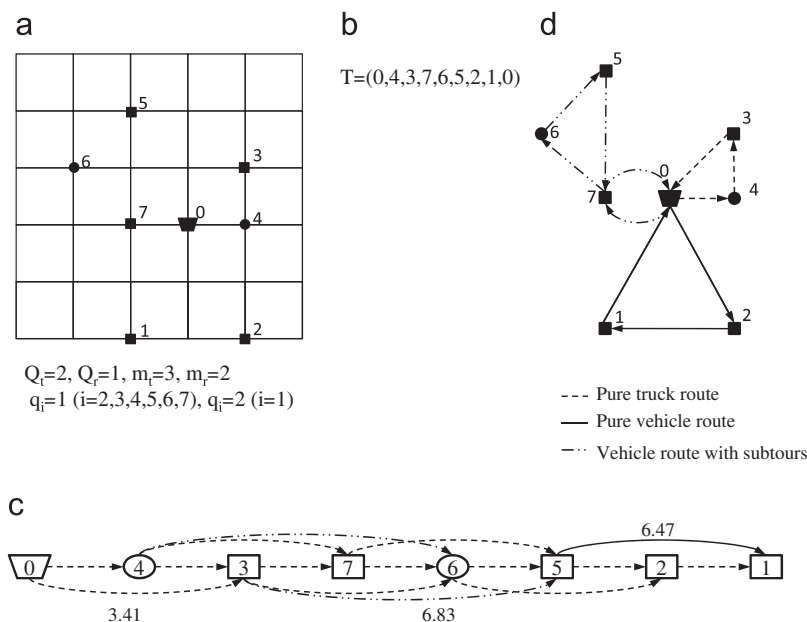 a
5
6
3
7
0
4
1
2
Q_t=2, Q_r=1, m_t=3, m_r=2
q_i=1 (i=2,3,4,5,6,7), q_i=2 (i=1)
b
T=(0,4,3,7,6,5,2,1,0)
d
5
6
3
0
7
4
1
2
Pure truck route
Pure vehicle route
Vehicle route with subtours
c
6.47
0 4 3 7 6 5 2 1
3.41 6.83